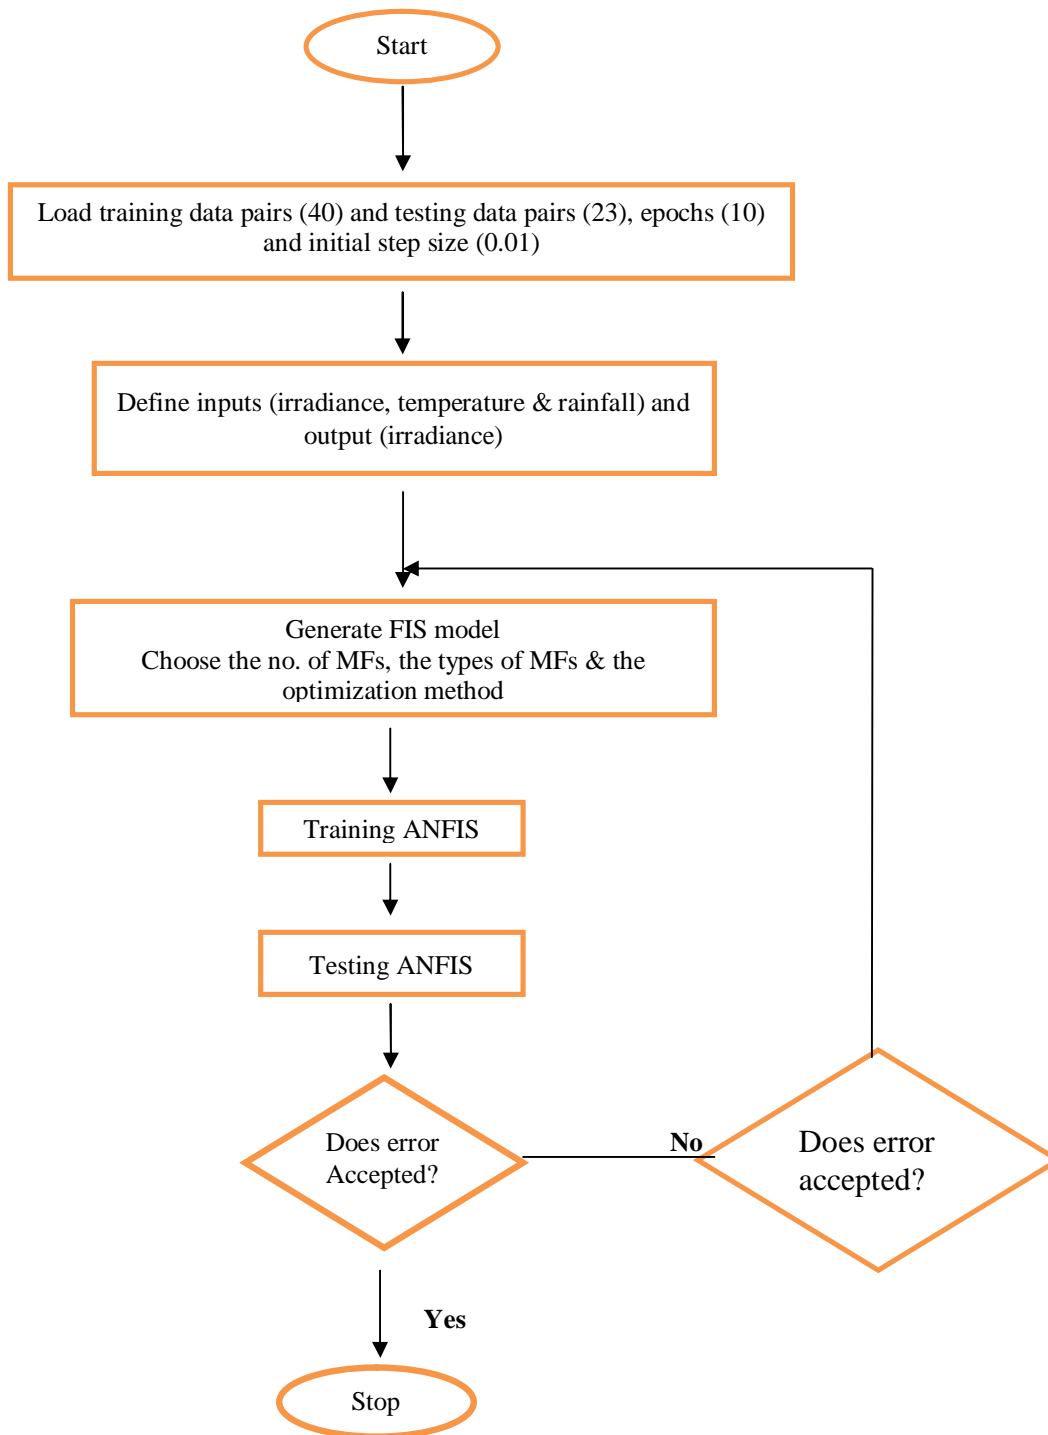 Start
Load training data pairs (40) and testing data pairs (23), epochs (10)
and initial step size (0.01)
Define inputs (irradiance, temperature & rainfall) and
output (irradiance)
Generate FIS model
Choose the no. of MFs, the types of MFs & the
optimization method
Training ANFIS
Testing ANFIS
Does error
Accepted?
No
Does error
accepted?
Yes
Stop